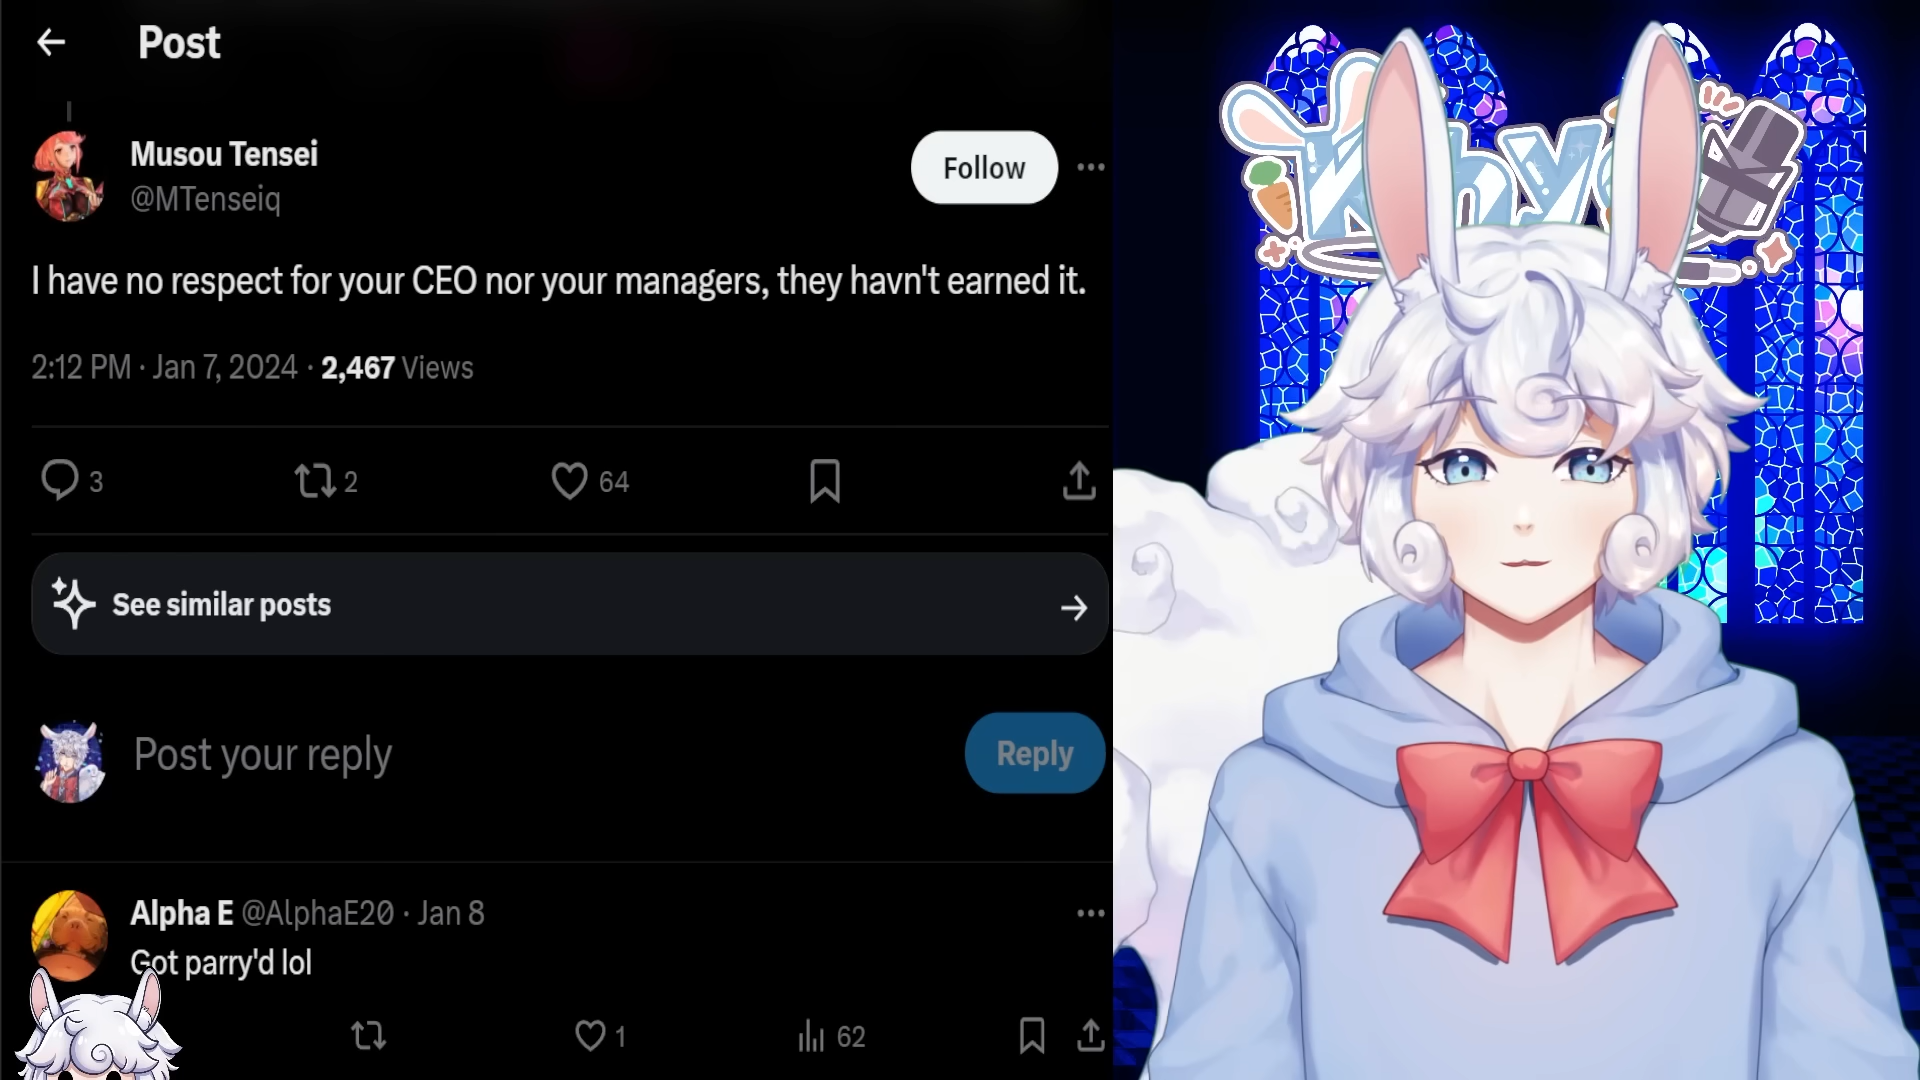 Post
Musou Tensei
@MTenseiq
Follow
I have no respect for your CEO nor your managers, they havn't earned it.
2:12 PM · Jan 7, 2024 · 2,467 Views
3
2
64
See similar posts
Post your reply
Reply
Alpha E @AlphaE20 · Jan 8
Got parry'd lol
1
62